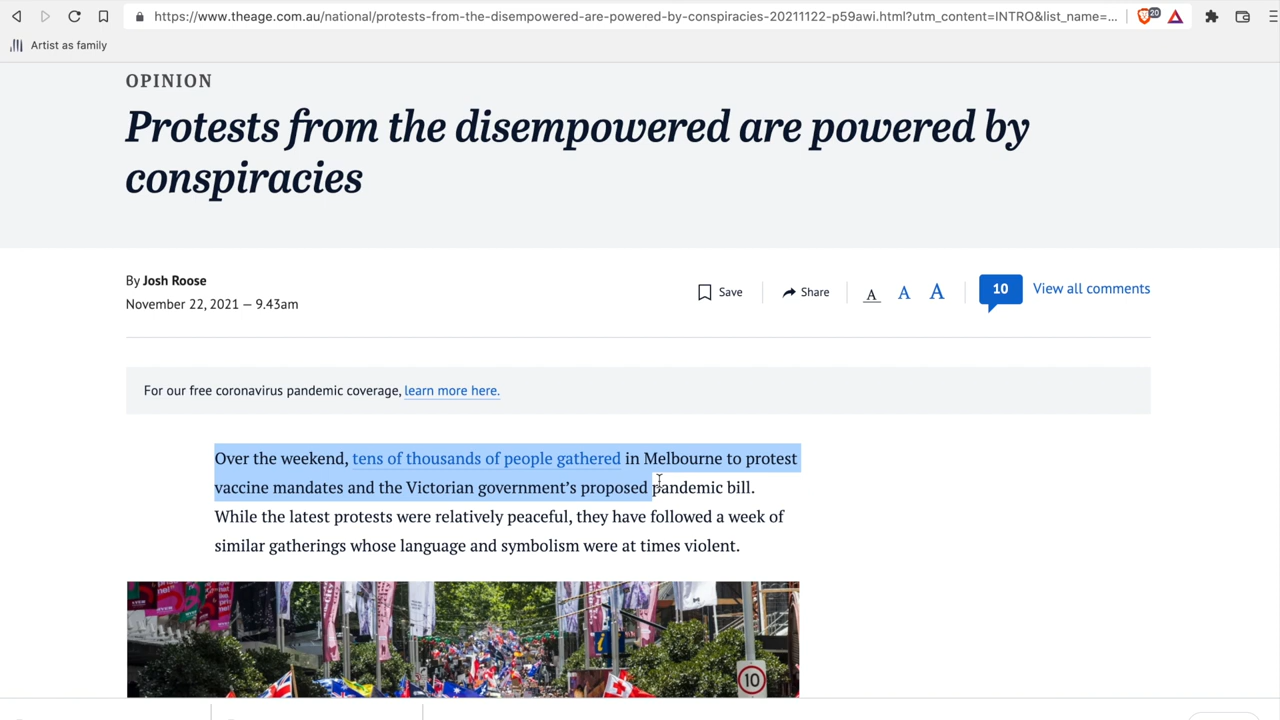 https://www.theage.com.au/national/protests-from-the-disempowered-are-powered-by-conspiracies-20211122-p59awi.html?utm_content=INTRO&list_name=...
20
Artist as family
OPINION
Protests from the disempowered are powered by
conspiracies
By Josh Roose
November 22, 2021 — 9.43am
Save
Share
A
A
A
10
View all comments
For our free coronavirus pandemic coverage, learn more here.
Over the weekend, tens of thousands of people gathered in Melbourne to protest
vaccine mandates and the Victorian government's proposed pandemic bill.
While the latest protests were relatively peaceful, they have followed a week of
similar gatherings whose language and symbolism were at times violent.
10